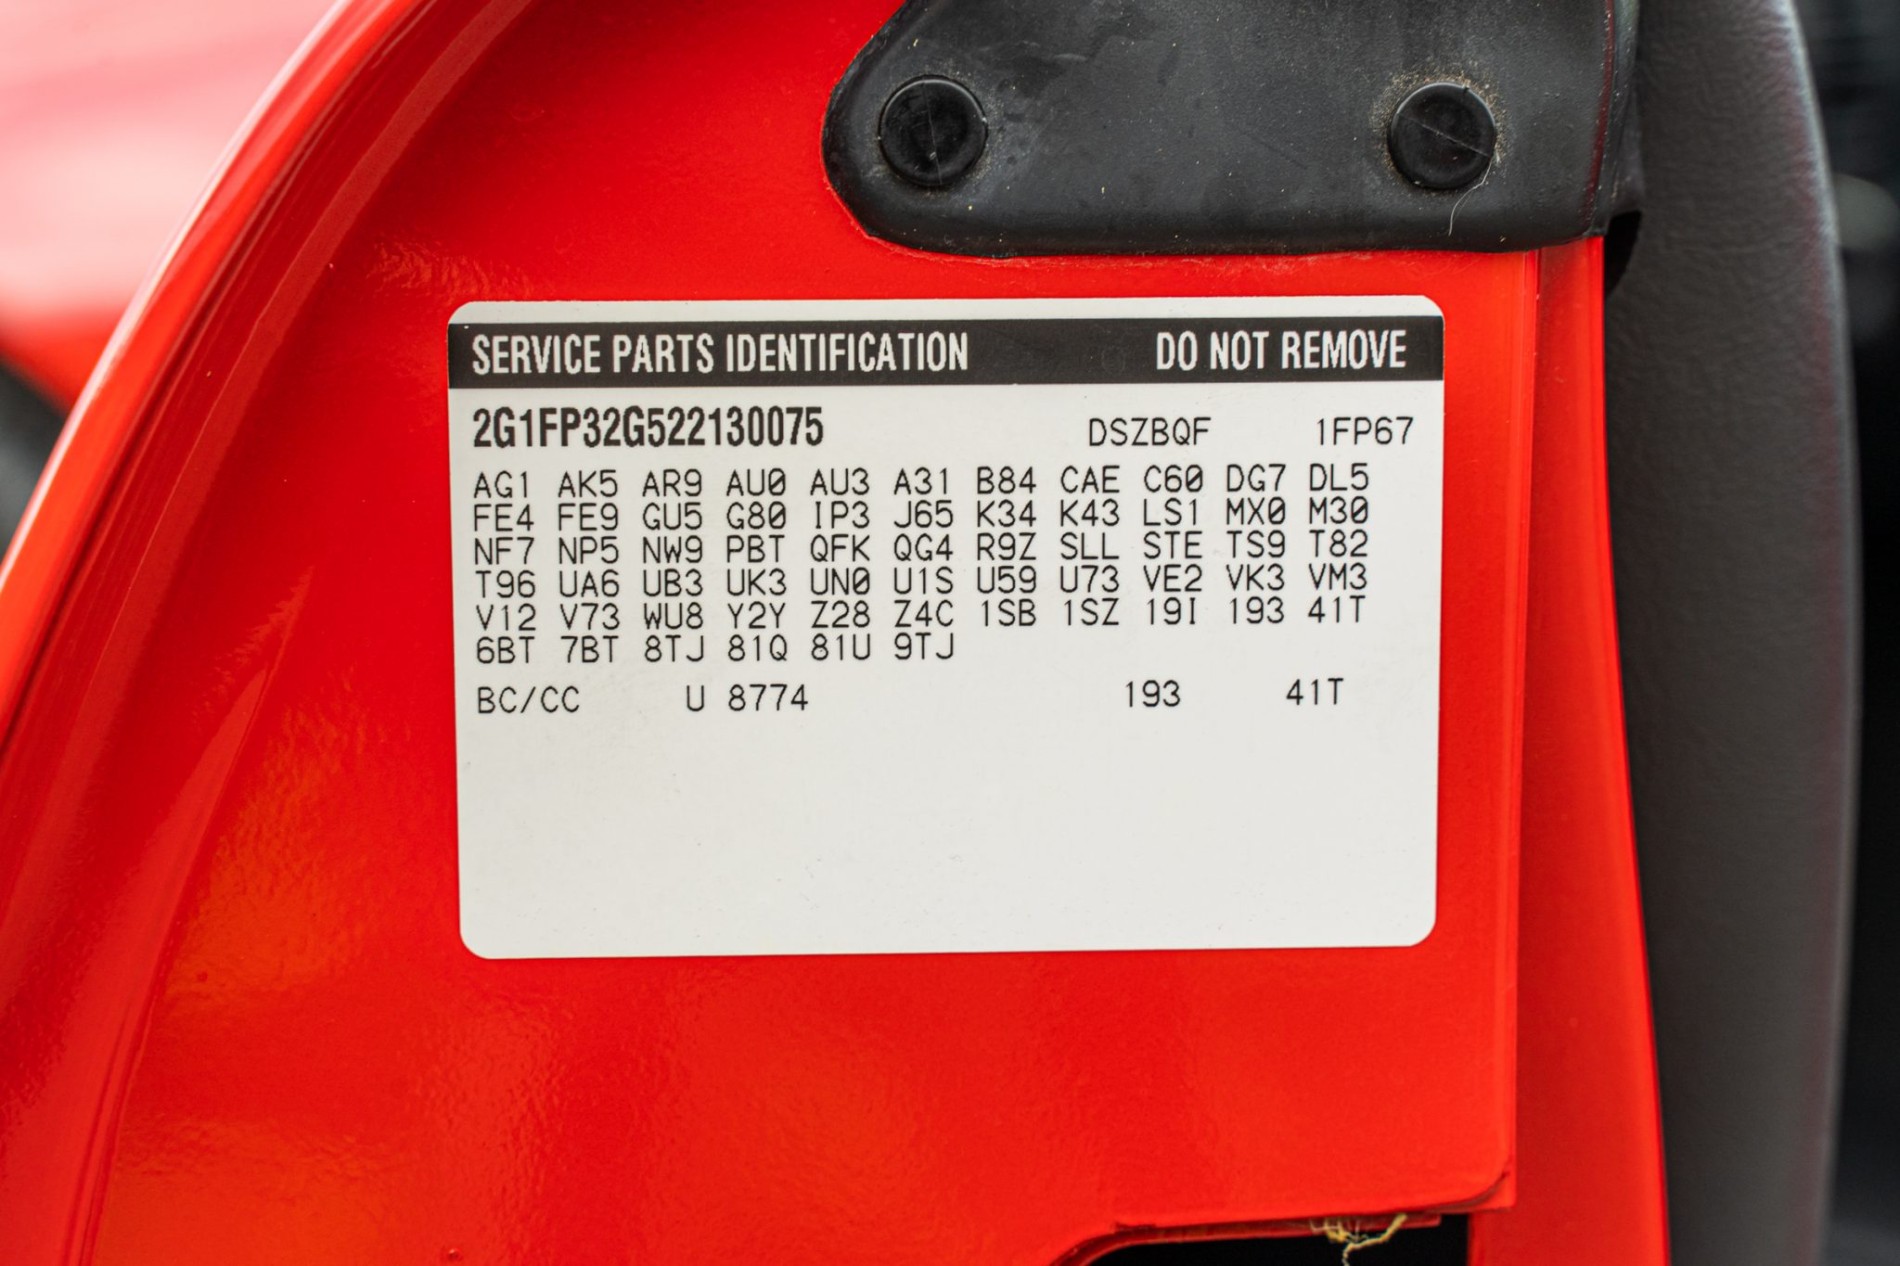 SERVICE PARTS IDENTIFICATION DO NOT REMOVE
2G1FP32G522130075 DSZBQF 1FP67
AG1 AK5 AR9 AU0 AU3 A31 B84 CAE C60 DG7 DL5
FE4 FE9 GU5 G80 IP3 J65 K34 K43 LS1 MX0 M30
NF7 NP5 NW9 PBT QFK QG4 R9Z SLL STE TS9 T82
T96 UA6 UB3 UK3 UN0 U1S U59 U73 VE2 VK3 VM3
V12 V73 WU8 Y2Y Z28 Z4C 1SB 1SZ 19I 193 41T
6BT 7BT 8TJ 81Q 81U 9TJ
BC/CC U 8774 193 41T